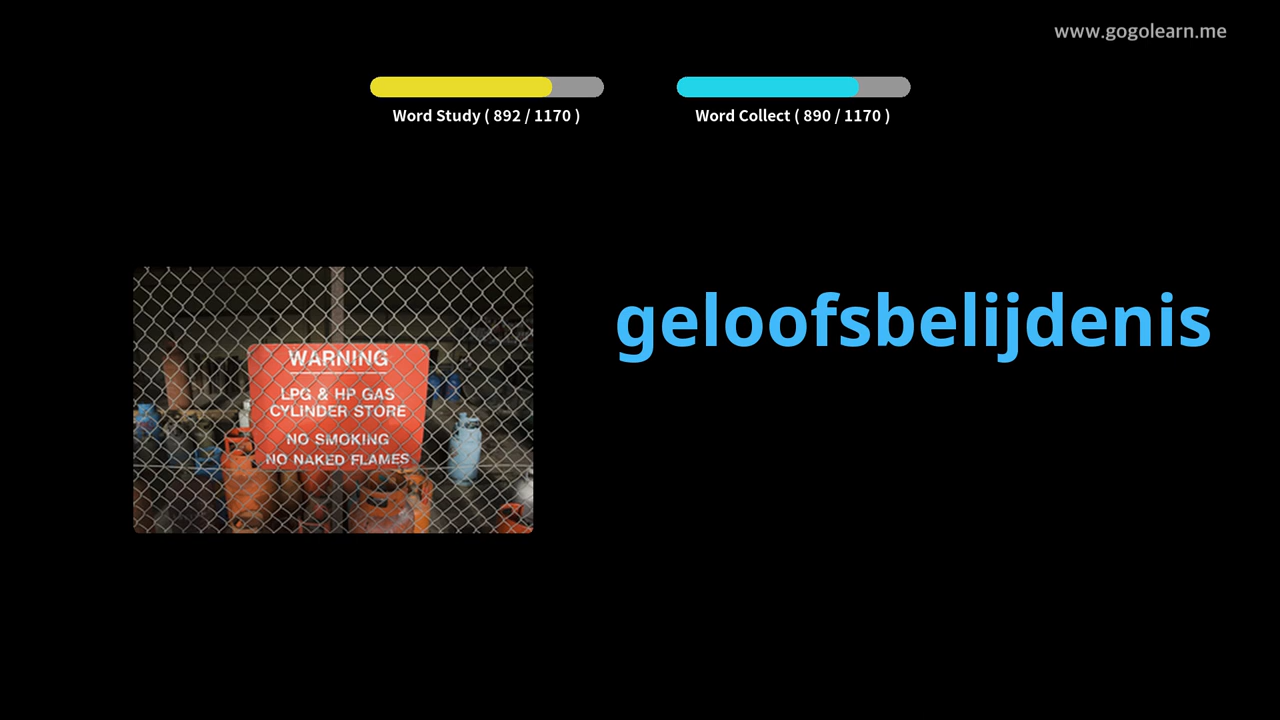 www.gogolearn.me
Word Study ( 892 / 1170 )
Word Collect ( 890 / 1170 )
geloofsbelijdenis
WARNING
LPG & HP GAS
CYLINDER STORE
NO SMOKING
NO NAKED FLAMES